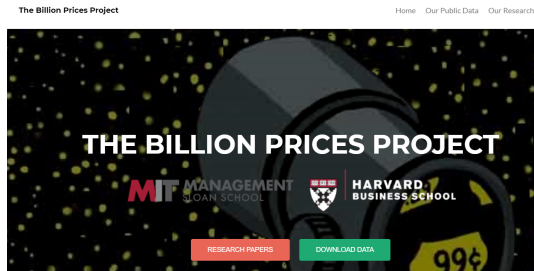 The Billion Prices Project
Home Our Public Data Our Research
THE BILLION PRICES PROJECT
MIT MANAGEMENT
SLOAN SCHOOL
HARVARD
BUSINESS SCHOOL
RESEARCH PAPERS
DOWNLOAD DATA
99¢